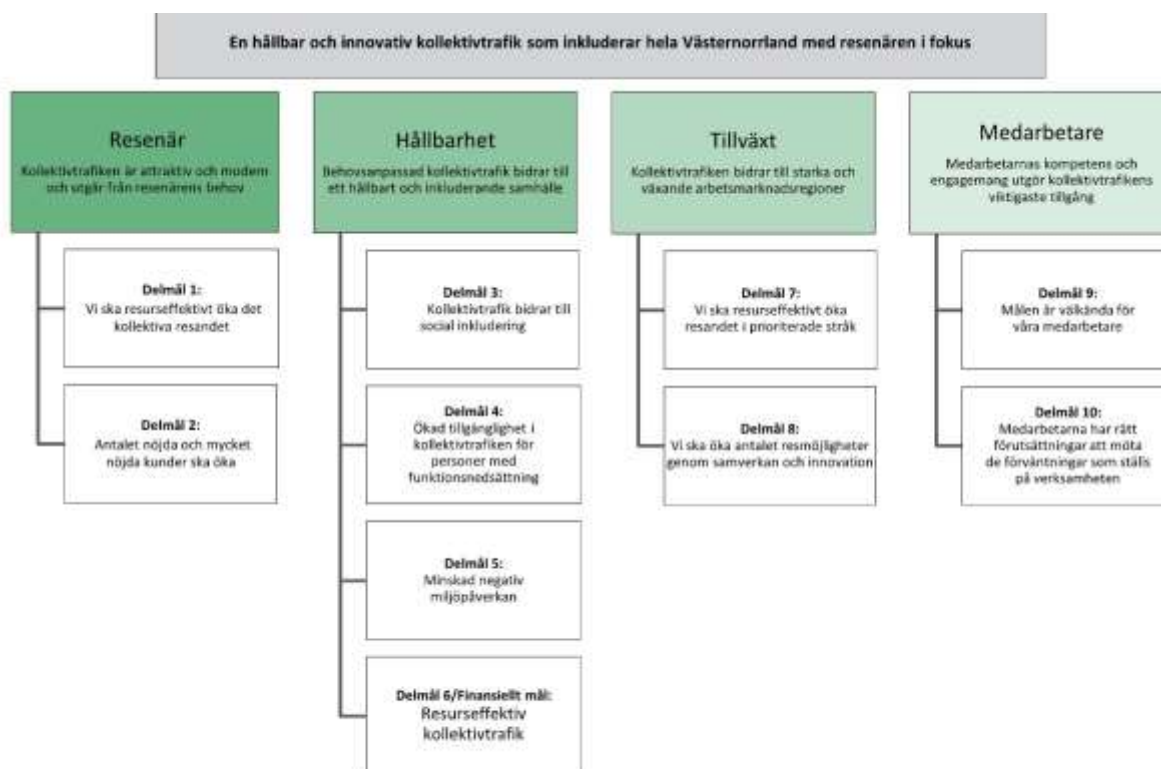 En hållbar och innovativ kollektivtrafik som inkluderar hela Västernorrland med resenären i fokus
Resenär
Kollektivtrafiken är attraktiv och modern
och utgår från resenärens behov
Delmål 1:
Vi ska resurseffektivt öka det
kollektiva resandet
Delmål 2:
Antalet nöjda och mycket
nöjda kunder ska öka
Hållbarhet
Behovsanpassad kollektivtrafik bidrar till
ett hållbart och inkluderande samhälle
Delmål 3:
Kollektivtrafik bidrar till
social inkludering
Delmål 4:
Ökad tillgänglighet i
kollektivtrafiken för
personer med
funktionsnedsättning
Delmål 5:
Minskad negativ
miljöpåverkan
Delmål 6/Finansiellt mål:
Resurseffektiv
kollektivtrafik
Tillväxt
Kollektivtrafiken bidrar till starka och
växande arbetsmarknadsregioner
Delmål 7:
Vi ska resurseffektivt öka
resandet i prioriterade stråk
Delmål 8:
Vi ska öka antalet resmöjligheter
genom samverkan och innovation
Medarbetare
Medarbetarnas kompetens och
engagemang utgör kollektivtrafikens
viktigaste tillgång
Delmål 9:
Målen är välkända för
våra medarbetare
Delmål 10:
Medarbetarna har rätt
förutsättningar att möta
de förväntningar som ställs
på verksamheten